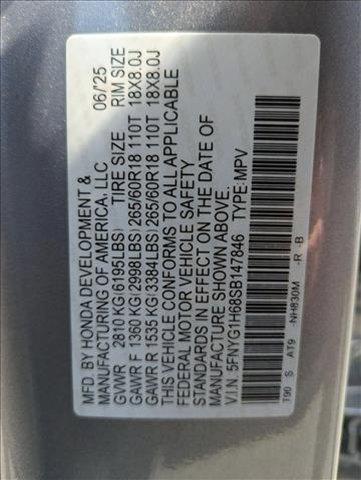 MFD. BY HONDA DEVELOPMENT &
MANUFACTURING OF AMERICA, LLC 06/25
GVWR 2810 KG(6195LBS) TIRE SIZE RIM SIZE
GAWR F 1360 KG(2998LBS) 265/60R18 110T 18X8.0J
GAWR R 1535 KG(3384LBS) 265/60R18 110T 18X8.0J
THIS VEHICLE CONFORMS TO ALL APPLICABLE
FEDERAL MOTOR VEHICLE SAFETY
STANDARDS IN EFFECT ON THE DATE OF
MANUFACTURE SHOWN ABOVE.
V.I.N. 5FNYG1H68SB147846 TYPE:MPV
T90 S AT9 -NH830M -R -B